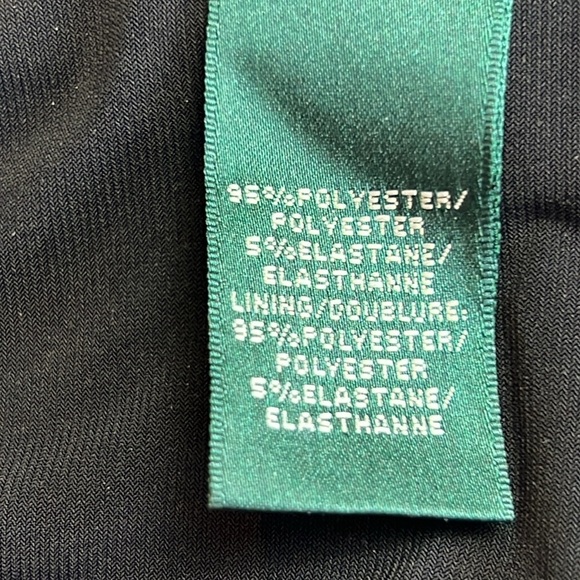 95%POLYESTER/
POLYESTER
5%ELASTANE/
ELASTHANNE
LINING/DOUBLURE:
95%POLYESTER/
POLYESTER
5%ELASTANE/
ELASTHANNE